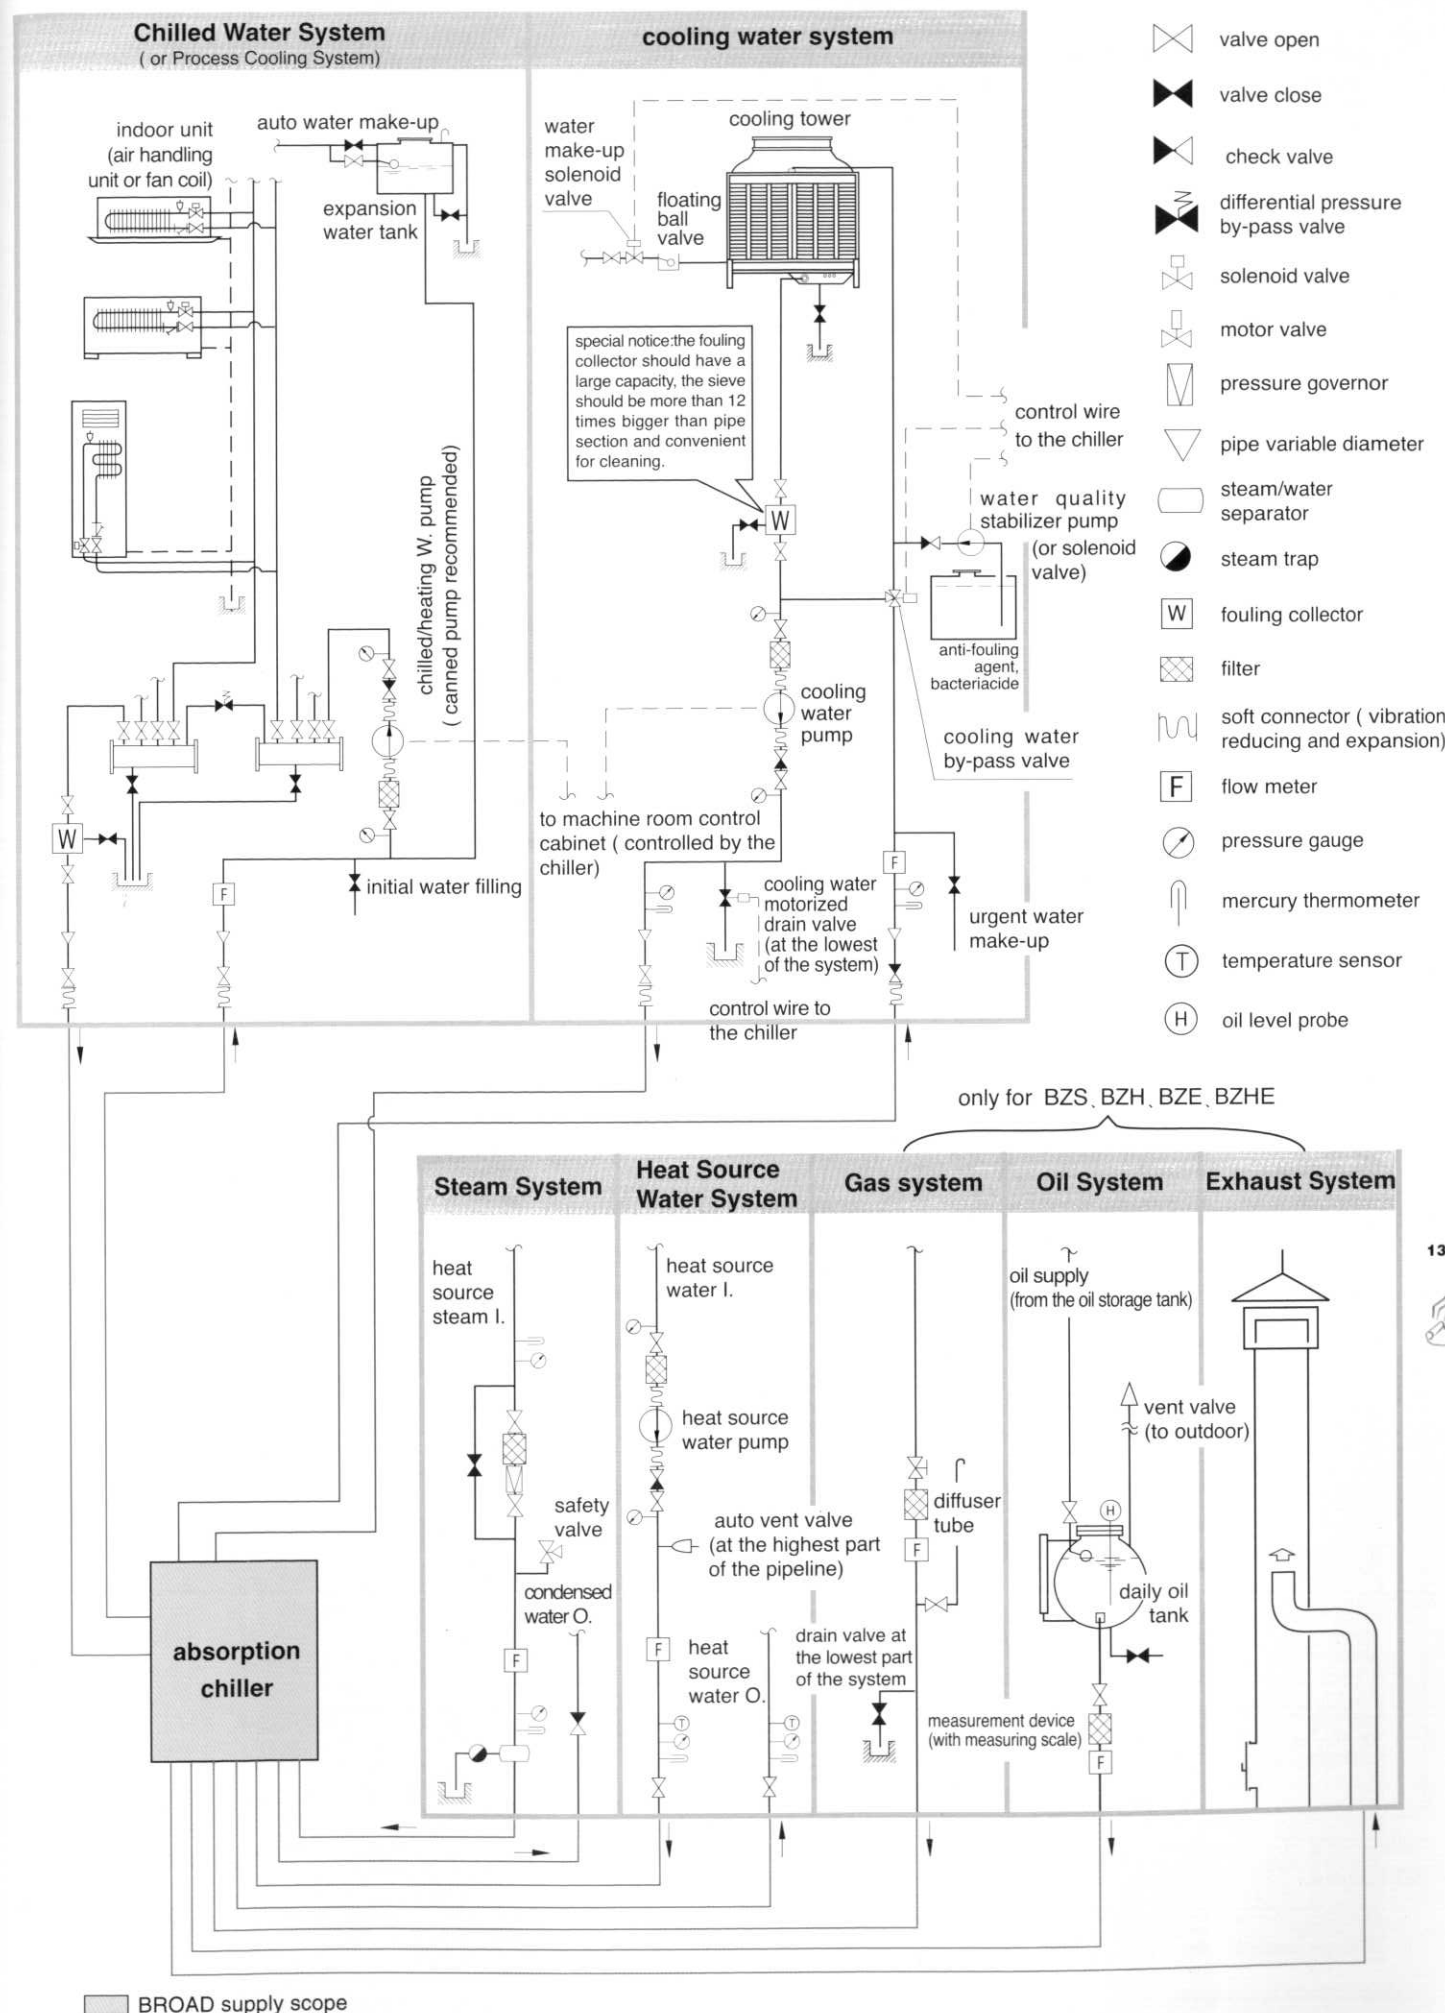 Chilled Water System
( or Process Cooling System)
cooling water system
indoor unit
(air handling
unit or fan coil)
auto water make-up
expansion
water tank
chilled/heating W. pump
( canned pump recommended)
initial water filling
W
F
water
make-up
solenoid
valve
floating
ball
valve
cooling tower
special notice:the fouling
collector should have a
large capacity, the sieve
should be more than 12
times bigger than pipe
section and convenient
for cleaning.
W
control wire
to the chiller
water quality
stabilizer pump
(or solenoid
valve)
anti-fouling
agent,
bacteriacide
cooling
water
pump
cooling water
by-pass valve
to machine room control
cabinet ( controlled by the
chiller)
cooling water
motorized
drain valve
(at the lowest
of the system)
F
urgent water
make-up
control wire to
the chiller
valve open
valve close
check valve
differential pressure
by-pass valve
solenoid valve
motor valve
pressure governor
pipe variable diameter
steam/water
separator
steam trap
W fouling collector
filter
soft connector ( vibration
reducing and expansion)
F flow meter
pressure gauge
mercury thermometer
T temperature sensor
H oil level probe
only for BZS、BZH、BZE、BZHE
Steam System
Heat Source
Water System
Gas system
Oil System
Exhaust System
13
heat
source
steam I.
safety
valve
condensed
water O.
F
heat source
water I.
heat source
water pump
auto vent valve
(at the highest part
of the pipeline)
F
heat
source
water O.
T
T
diffuser
tube
F
drain valve at
the lowest part
of the system
oil supply
(from the oil storage tank)
vent valve
(to outdoor)
H
daily oil
tank
measurement device
(with measuring scale)
F
absorption
chiller
BROAD supply scope